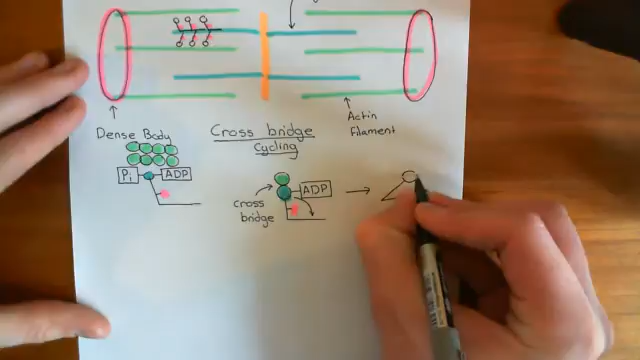 Actin
Filament
Dense Body
Cross bridge
Cycling
Pi
ADP
ADP
Cross
bridge